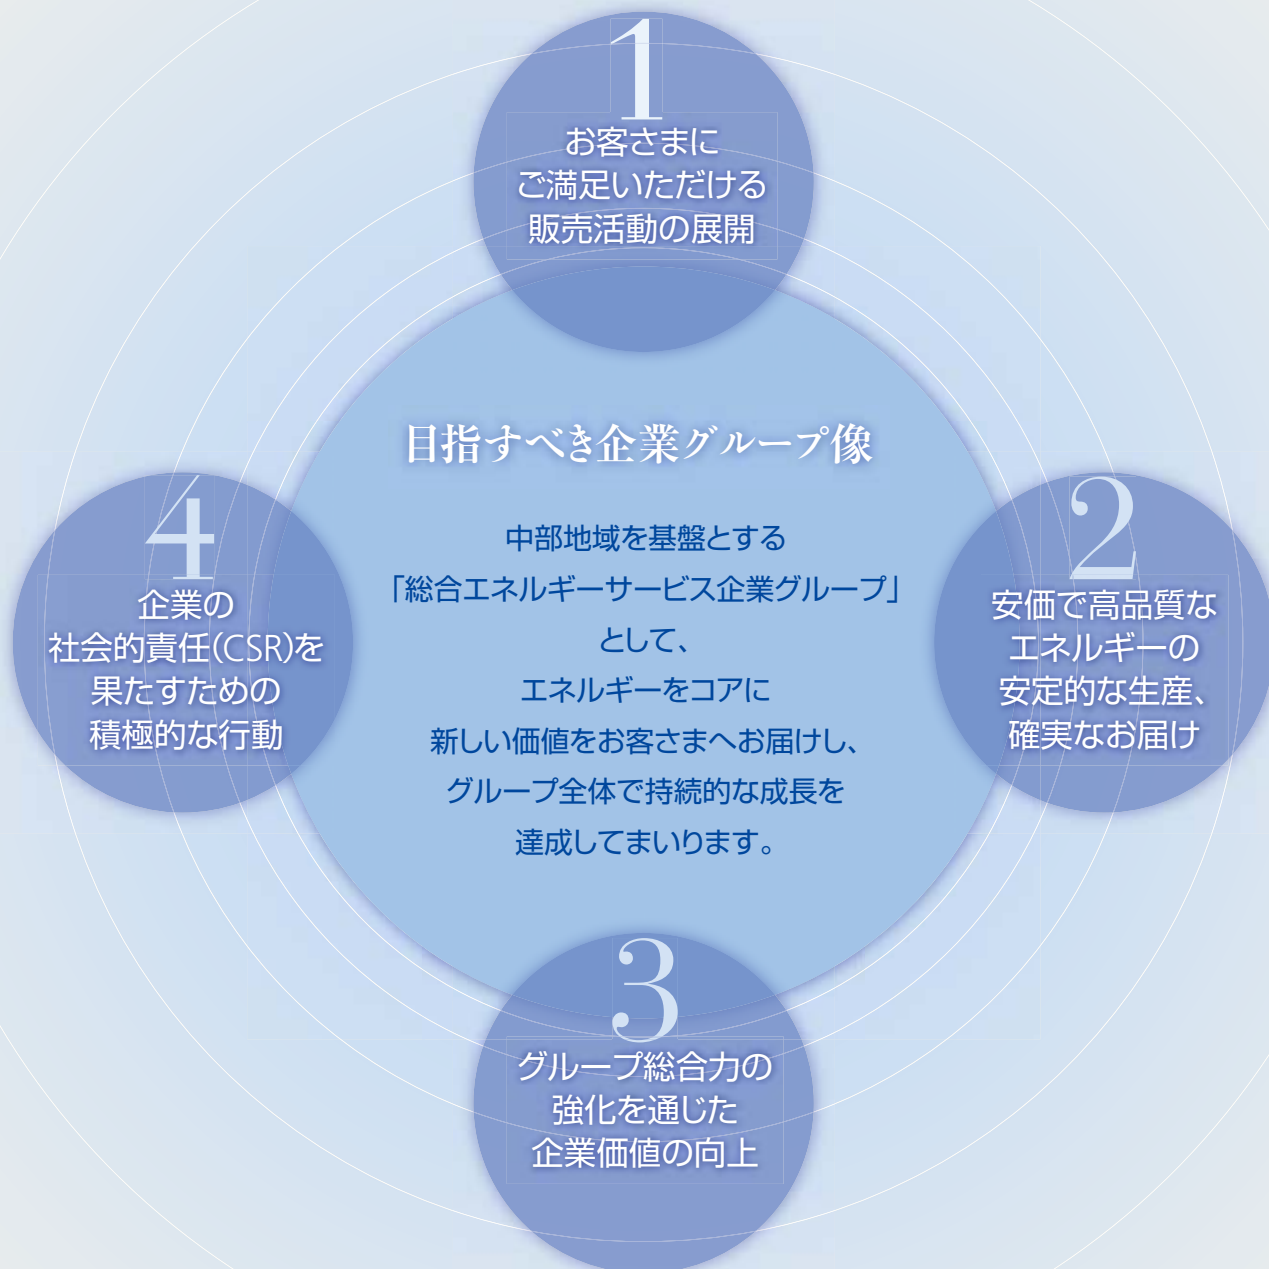 1
お客さまに
ご満足いただける
販売活動の展開
目指すべき企業グループ像
中部地域を基盤とする
「総合エネルギーサービス企業グループ」
として、
エネルギーをコアに
新しい価値をお客さまへお届けし、
グループ全体で持続的な成長を
達成してまいります。
2
安価で高品質な
エネルギーの
安定的な生産、
確実なお届け
3
グループ総合力の
強化を通じた
企業価値の向上
4
企業の
社会的責任(CSR)を
果たすための
積極的な行動